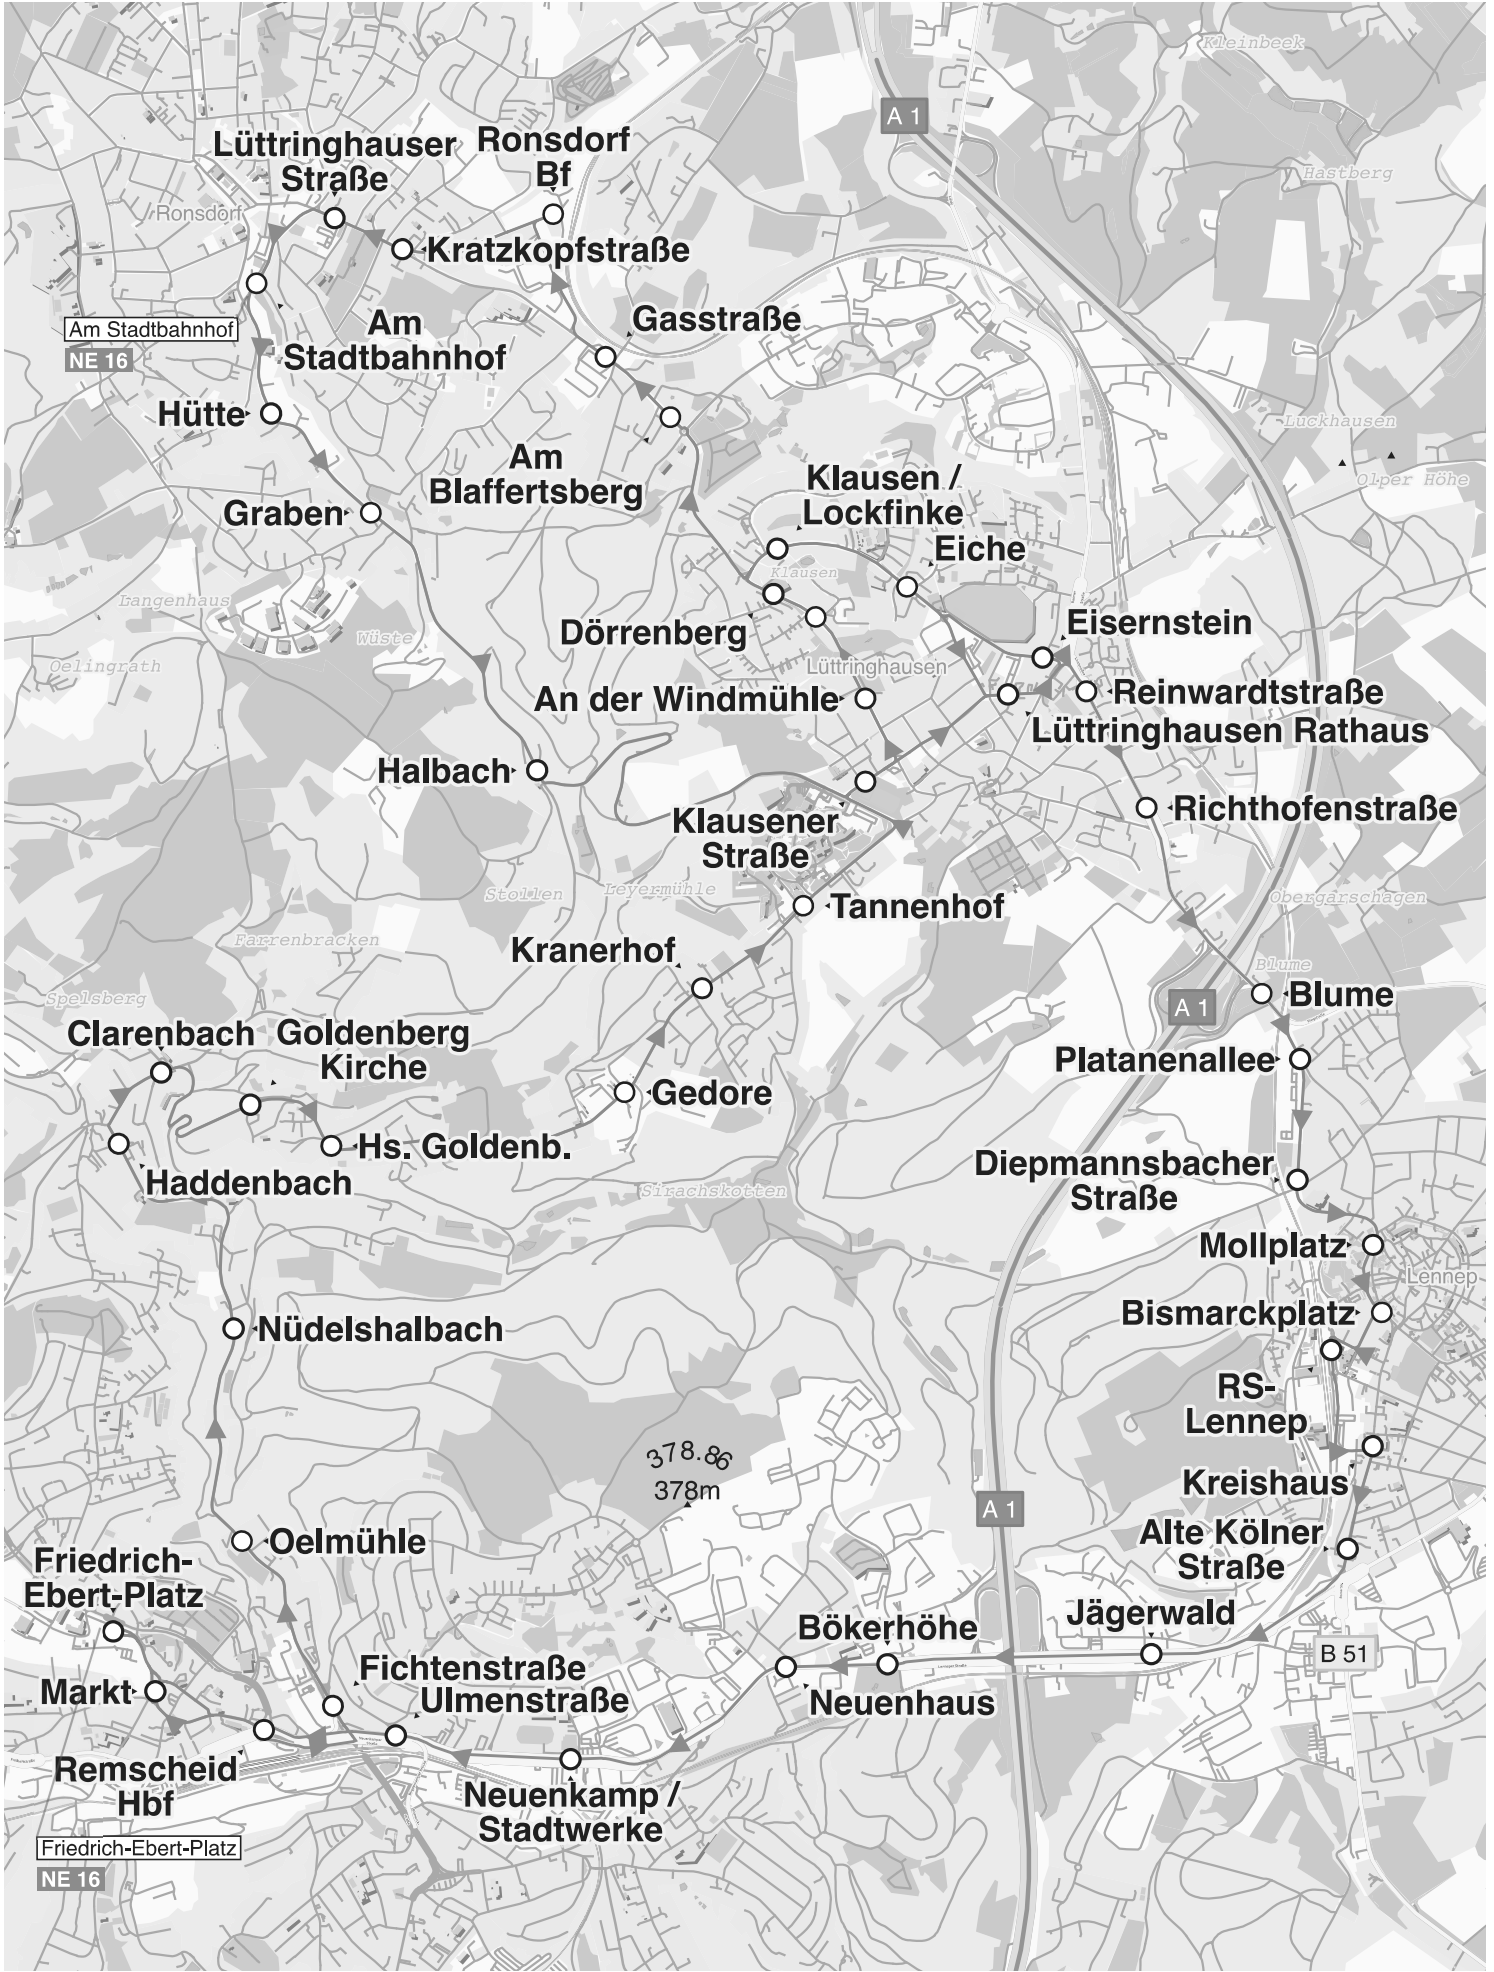 Kleinbeek
A 1
Lüttringhauser
Straße
Ronsdorf
Bf
Hastberg
Ronsdorf
Kratzkopfstraße
Am Stadtbahnhof
NE 16
Am
Stadtbahnhof
Gasstraße
Hütte
Luckhausen
Am
Blaffertsberg
Klausen /
Lockfinke
Olper Höhe
Graben
Eiche
Klausen
Langenhaus
Wüste
Oelingrath
Dörrenberg
Eisernstein
Lüttringhausen
An der Windmühle
Reinwardtstraße
Lüttringhausen Rathaus
Halbach
Richthofenstraße
Klausener
Straße
Stollen
Leyermühle
Obergarschagen
Tannenhof
Farrenbracken
Kranerhof
Blume
Spelsberg
Blume
A 1
Clarenbach
Goldenberg
Kirche
Platanenallee
Gedore
Hs. Goldenb.
Haddenbach
Diepmannsbacher
Straße
Sirachskotten
Mollplatz
Lennep
Bismarckplatz
Nüdelshalbach
RS-
Lennep
378.86
378m
Kreishaus
A 1
Oelmühle
Alte Kölner
Straße
Friedrich-
Ebert-Platz
Jägerwald
Bökerhöhe
B 51
Fichtenstraße
Ulmenstraße
Markt
Neuenhaus
Remscheid
Hbf
Neuenkamp /
Stadtwerke
Friedrich-Ebert-Platz
NE 16